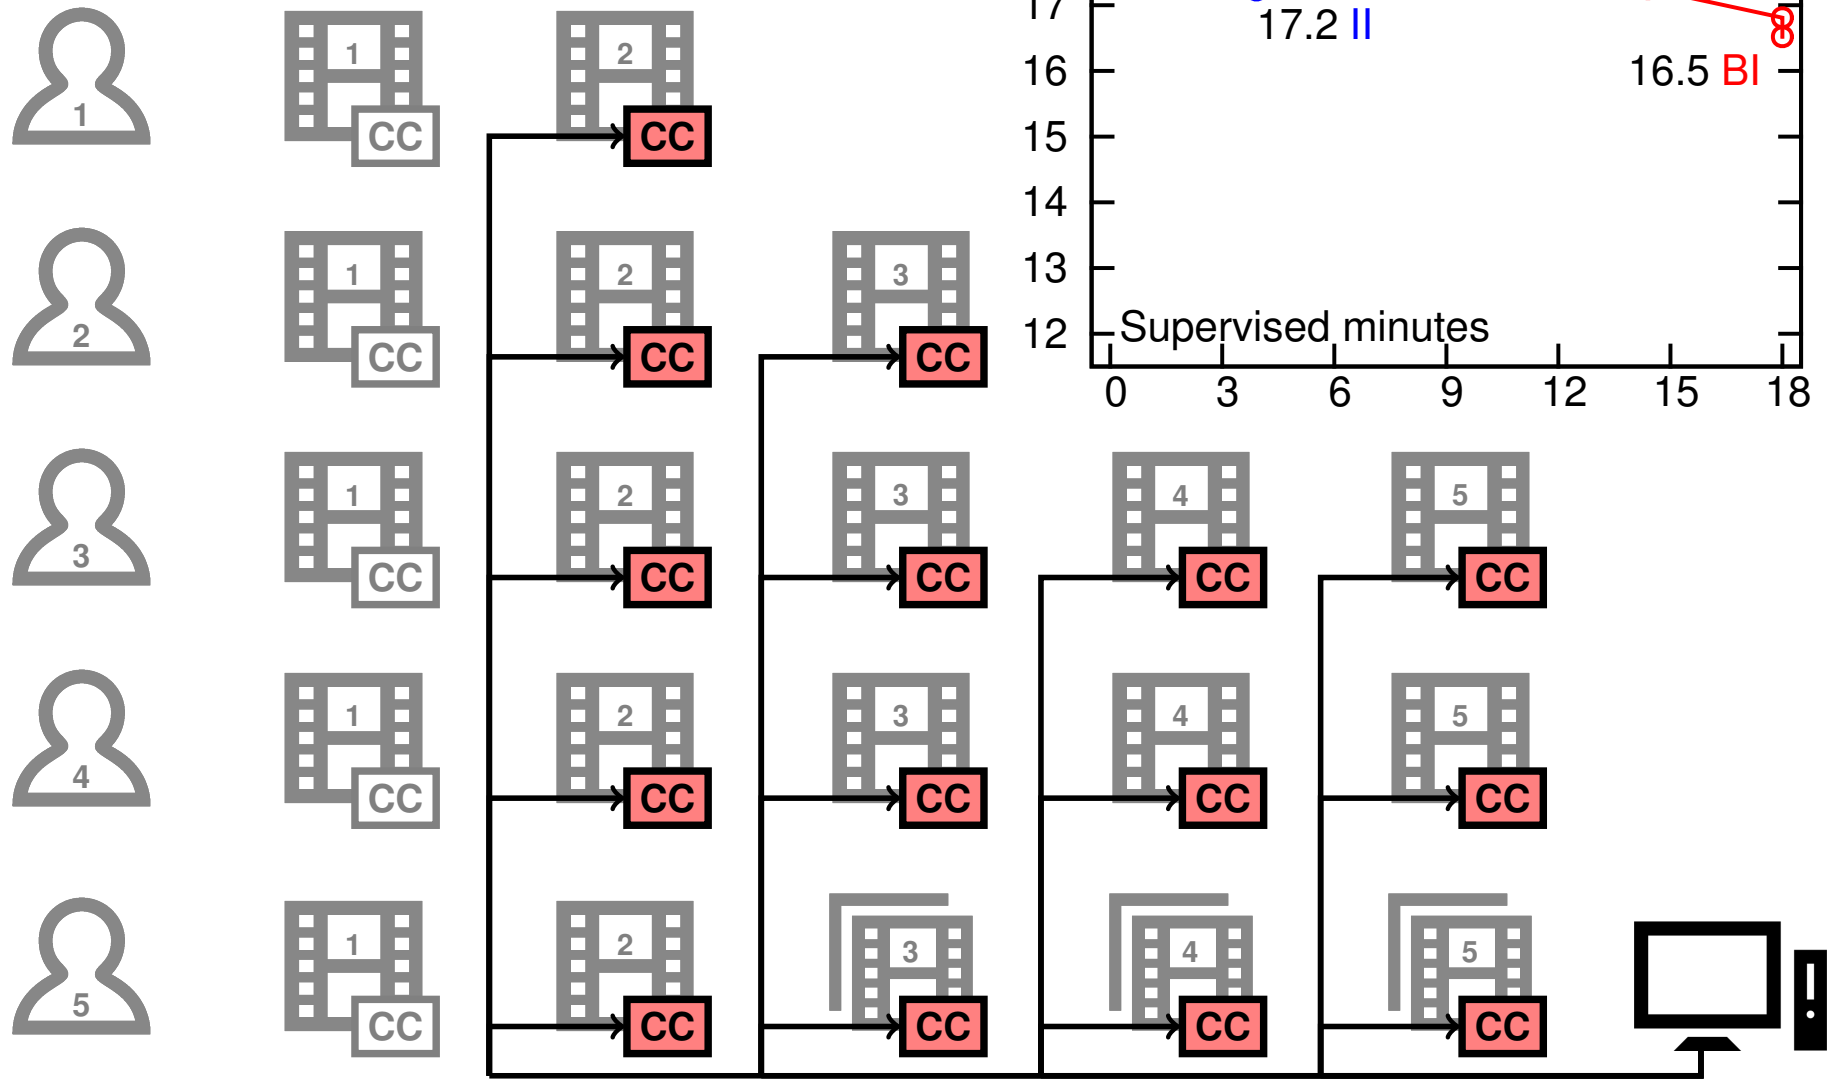 17
17.2 II
16
16.5 BI
15
14
13
12
Supervised minutes
0 3 6 9 12 15 18
1 1 CC 2 CC
2 1 CC 2 CC 3 CC
3 1 CC 2 CC 3 CC 4 CC 5 CC
4 1 CC 2 CC 3 CC 4 CC 5 CC
5 1 CC 2 CC 3 CC 4 CC 5 CC